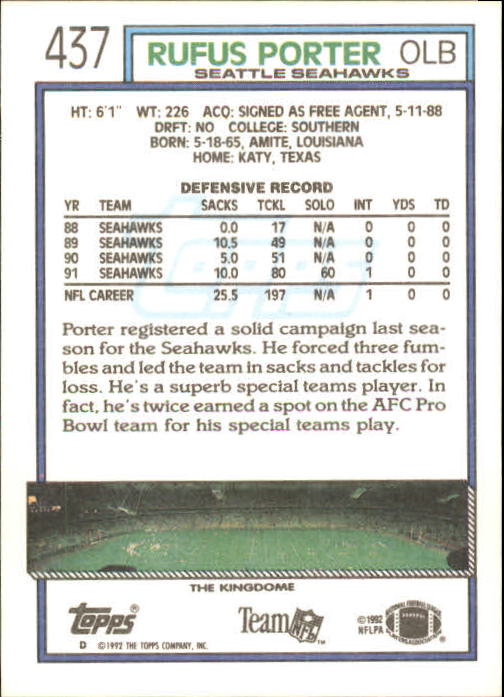 437 RUFUS PORTER OLB
SEATTLE SEAHAWKS
HT: 6'1" WT: 226 ACQ: SIGNED AS FREE AGENT, 5-11-88
DRFT: NO COLLEGE: SOUTHERN
BORN: 5-18-65, AMITE, LOUISIANA
HOME: KATY, TEXAS
DEFENSIVE RECORD
YR TEAM SACKS TCKL SOLO INT YDS TD
88 SEAHAWKS 0.0 17 N/A 0 0 0
89 SEAHAWKS 10.5 49 N/A 0 0 0
90 SEAHAWKS 5.0 51 N/A 0 0 0
91 SEAHAWKS 10.0 80 60 1 0 0
NFL CAREER 25.5 197 N/A 1 0 0
Topps
Porter registered a solid campaign last sea-
son for the Seahawks. He forced three fum-
bles and led the team in sacks and tackles for
loss. He's a superb special teams player. In
fact, he's twice earned a spot on the AFC Pro
Bowl team for his special teams play.
THE KINGDOME
Topps® Team NFL ® © 1992 NFLPA
D © 1992 THE TOPPS COMPANY, INC.